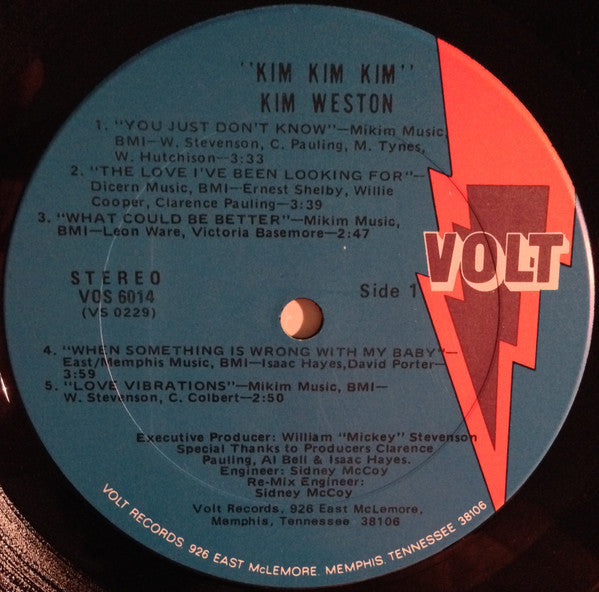 "KIM KIM KIM"
KIM WESTON
1. "YOU JUST DON'T KNOW"—Mikim Music,
BMI—W. Stevenson, C. Pauling, M. Tynes,
W. Hutchison—3:33
2. "THE LOVE I'VE BEEN LOOKING FOR"—
Dicern Music, BMI—Ernest Shelby, Willie
Cooper, Clarence Pauling—3:39
3. "WHAT COULD BE BETTER"—Mikim Music,
BMI—Leon Ware, Victoria Basemore—2:47
STEREO
VOS 6014
(VS 0229)
Side 1
VOLT
4. "WHEN SOMETHING IS WRONG WITH MY BABY"—
East/Memphis Music, BMI—Isaac Hayes,David Porter—
3:59
5. "LOVE VIBRATIONS"—Mikim Music, BMI—
W. Stevenson, C. Colbert—2:50
Executive Producer: William "Mickey" Stevenson
Special Thanks to Producers Clarence
Pauling, Al Bell & Isaac Hayes.
Engineer: Sidney McCoy
Re-Mix Engineer:
Sidney McCoy
Volt Records, 926 East McLemore,
Memphis, Tennessee 38106
VOLT RECORDS, 926 EAST McLEMORE, MEMPHIS, TENNESSEE 38106